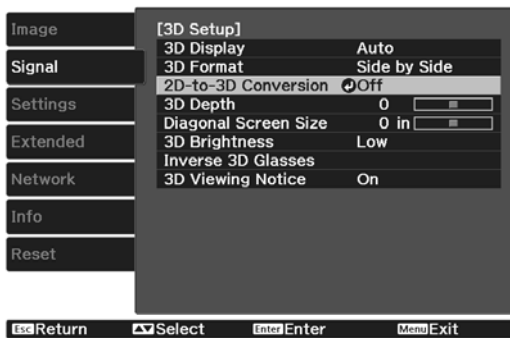 Image
Signal
Settings
Extended
Network
Info
Reset
[3D Setup]
3D Display Auto
3D Format Side by Side
2D-to-3D Conversion Off
3D Depth 0
Diagonal Screen Size 0 in
3D Brightness Low
Inverse 3D Glasses
3D Viewing Notice On
Esc Return Select Enter Enter Menu Exit